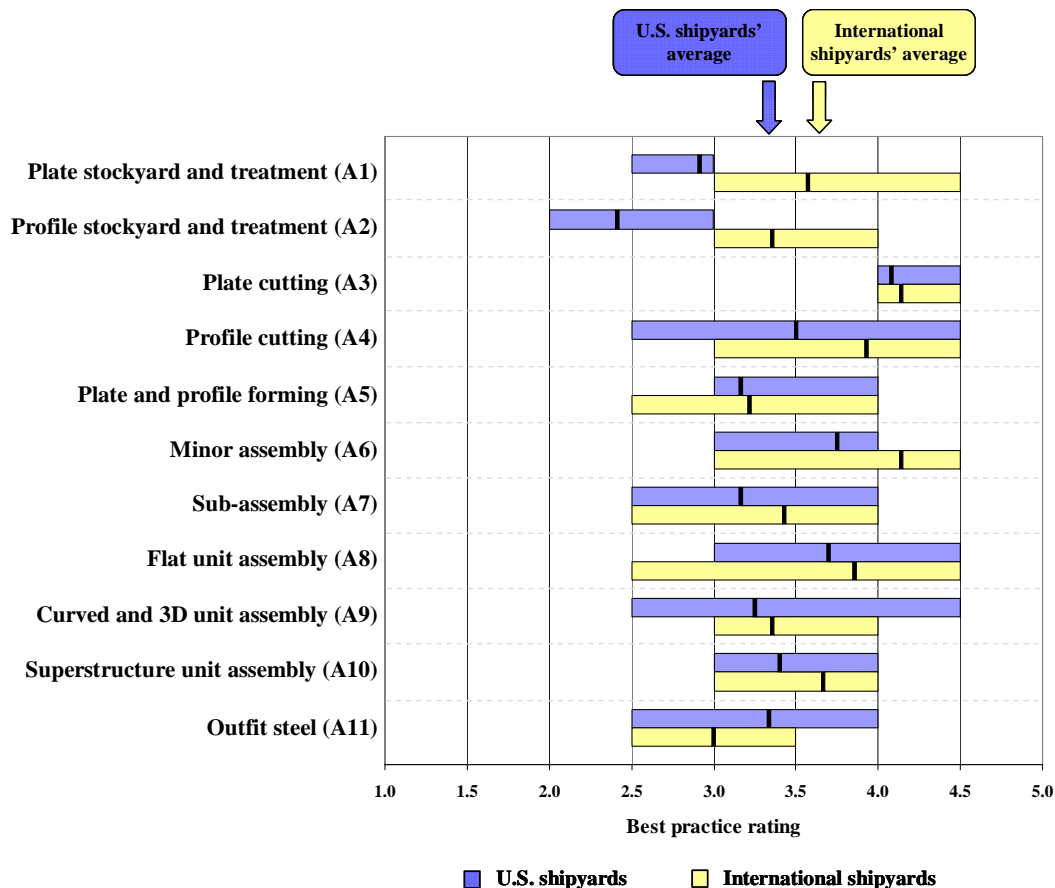 U.S. shipyards’
average
International
shipyards’ average
Plate stockyard and treatment (A1)
Profile stockyard and treatment (A2)
Plate cutting (A3)
Profile cutting (A4)
Plate and profile forming (A5)
Minor assembly (A6)
Sub-assembly (A7)
Flat unit assembly (A8)
Curved and 3D unit assembly (A9)
Superstructure unit assembly (A10)
Outfit steel (A11)
1.0 1.5 2.0 2.5 3.0 3.5 4.0 4.5 5.0
Best practice rating
U.S. shipyards International shipyards